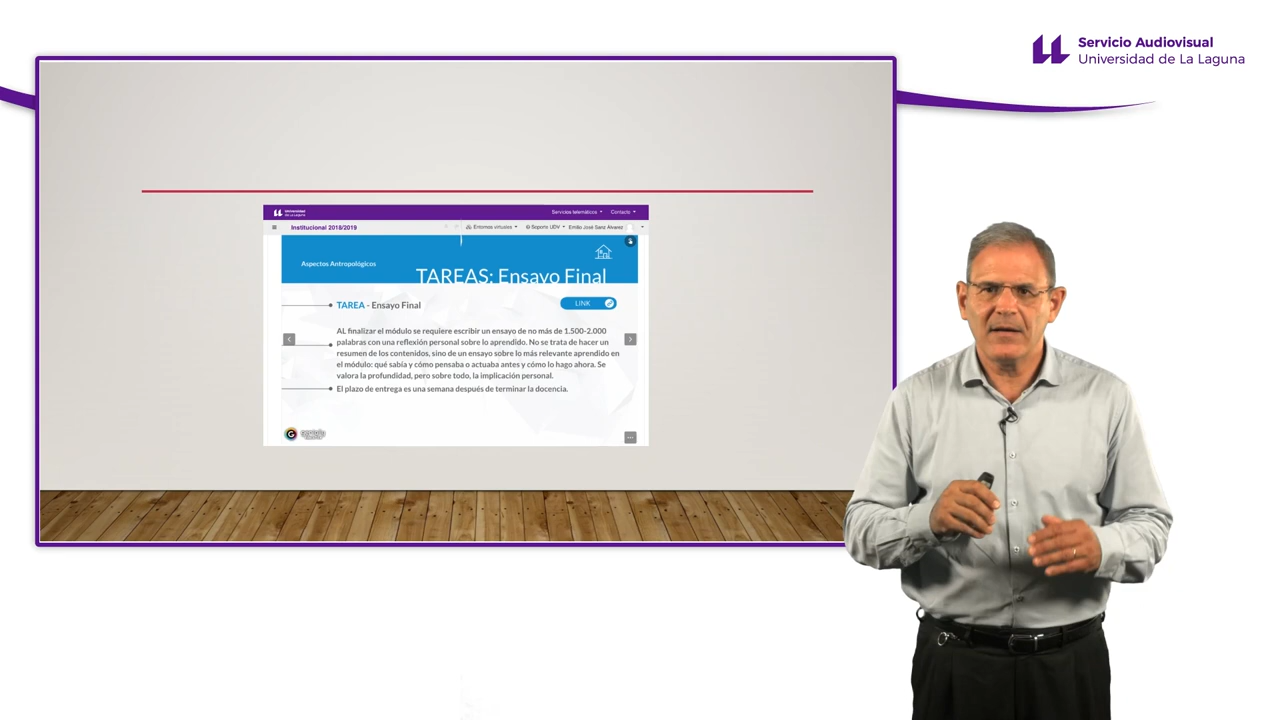 Servicio Audiovisual
Universidad de La Laguna
Universidad
de La Laguna
Servicios telemáticos
Contacto
Institucional 2018/2019
Entornos virtuales
Soporte UDV
Emilio José Sanz Álvarez
Aspectos Antropológicos
TAREAS: Ensayo Final
TAREA - Ensayo Final
LINK
AL finalizar el módulo se requiere escribir un ensayo de no más de 1.500-2.000
palabras con una reflexión personal sobre lo aprendido. No se trata de hacer un
resumen de los contenidos, sino de un ensayo sobre lo más relevante aprendido en
el módulo: qué sabía y cómo pensaba o actuaba antes y cómo lo hago ahora. Se
valora la profundidad, pero sobre todo, la implicación personal.
El plazo de entrega es una semana después de terminar la docencia.
G